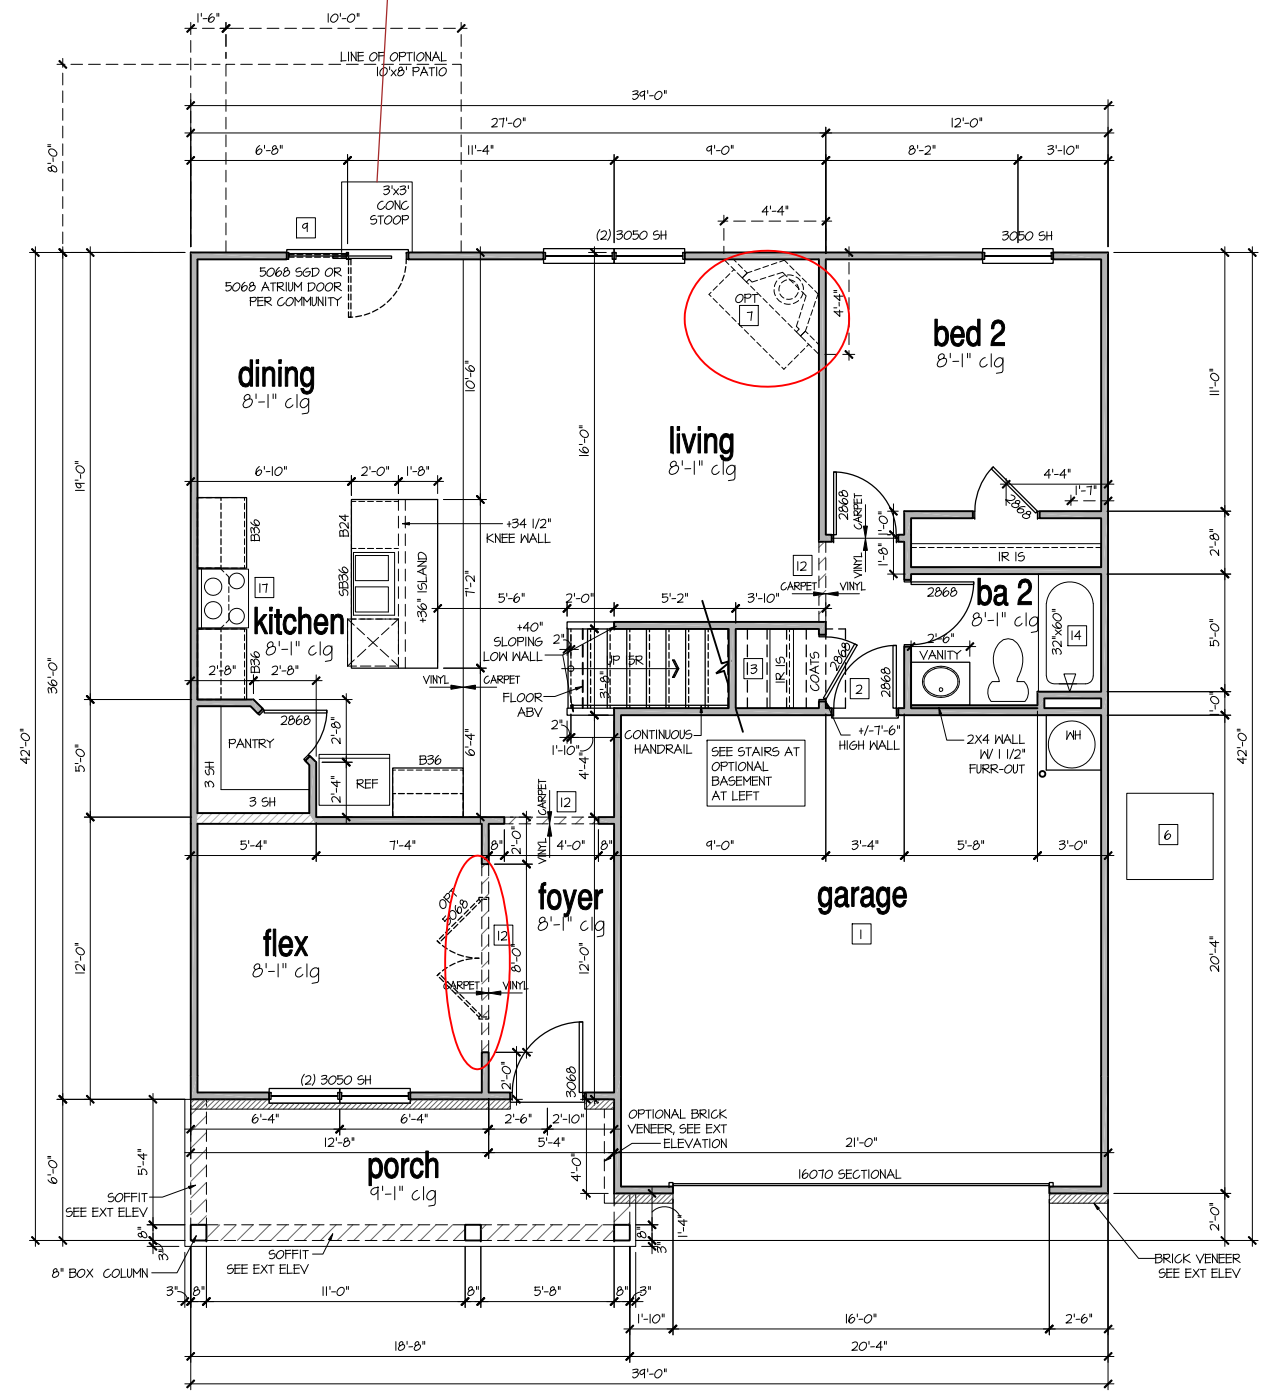 1'-6"
10'-0"
LINE OF OPTIONAL
10'x8' PATIO
39'-0"
27'-0"
12'-0"
6'-8"
11'-4"
9'-0"
8'-2"
3'-10"
8'-0"
3'x3'
CONC
STOOP
4'-4"
9
(2) 3050 SH
3050 SH
5068 SGD OR
5068 ATRIUM DOOR
PER COMMUNITY
OPT
7
4'-4"
bed 2
8'-1" clg
dining
8'-1" clg
10'-6"
11'-0"
living
8'-1" clg
16'-0"
19'-0"
6'-10"
2'-0"
1'-8"
4'-4"
1'-7"
2868
2868
CARPET
VINYL
1'-0"
1'-8"
B36
B24
+34 1/2"
KNEE WALL
2'-8"
IR 1S
SB36
+36" ISLAND
7'-2"
12
CARPET
VINYL
17
kitchen
8'-1" clg
5'-6"
2'-0"
5'-2"
3'-10"
2868
ba 2
8'-1" clg
32"x60"
14
5'-0"
+40"
SLOPING
LOW WALL
2"
UP 5R
3'-8"
13
IR 1S
COATS
2868
2868
2
2'-6"
VANITY
B36
2'-8"
2'-8"
VINYL
CARPET
FLOOR
ABV
36'-0"
42'-0"
1'-0"
2868
PANTRY
2'-8"
6'-4"
2"
1'-10"
4'-4"
CONTINUOUS
HANDRAIL
+/-7'-6"
HIGH WALL
2X4 WALL
W/ 1 1/2"
FURR-OUT
WH
42'-0"
5'-0"
3 SH
3 SH
REF
2'-4"
B36
SEE STAIRS AT
OPTIONAL
BASEMENT
AT LEFT
12
CARPET
VINYL
6
5'-4"
7'-4"
8"
2'-0"
4'-0"
8"
9'-0"
3'-4"
5'-8"
3'-0"
OPT
5068
foyer
8'-1" clg
garage
1
flex
8'-1" clg
12
8'-0"
12'-0"
12'-0"
20'-4"
CARPET
VINYL
(2) 3050 SH
2'-0"
3068
6'-4"
6'-4"
2'-6"
2'-10"
OPTIONAL BRICK
VENEER, SEE EXT
ELEVATION
12'-8"
5'-4"
21'-0"
6'-0"
5'-4"
porch
9'-1" clg
4'-0"
16070 SECTIONAL
SOFFIT
SEE EXT ELEV
8"
3"
8"
3"
1'-4"
2'-0"
SOFFIT
SEE EXT ELEV
8" BOX COLUMN
BRICK VENEER
SEE EXT ELEV
3"
8"
11'-0"
8"
5'-8"
8"
3"
1'-10"
16'-0"
2'-6"
18'-8"
20'-4"
39'-0"